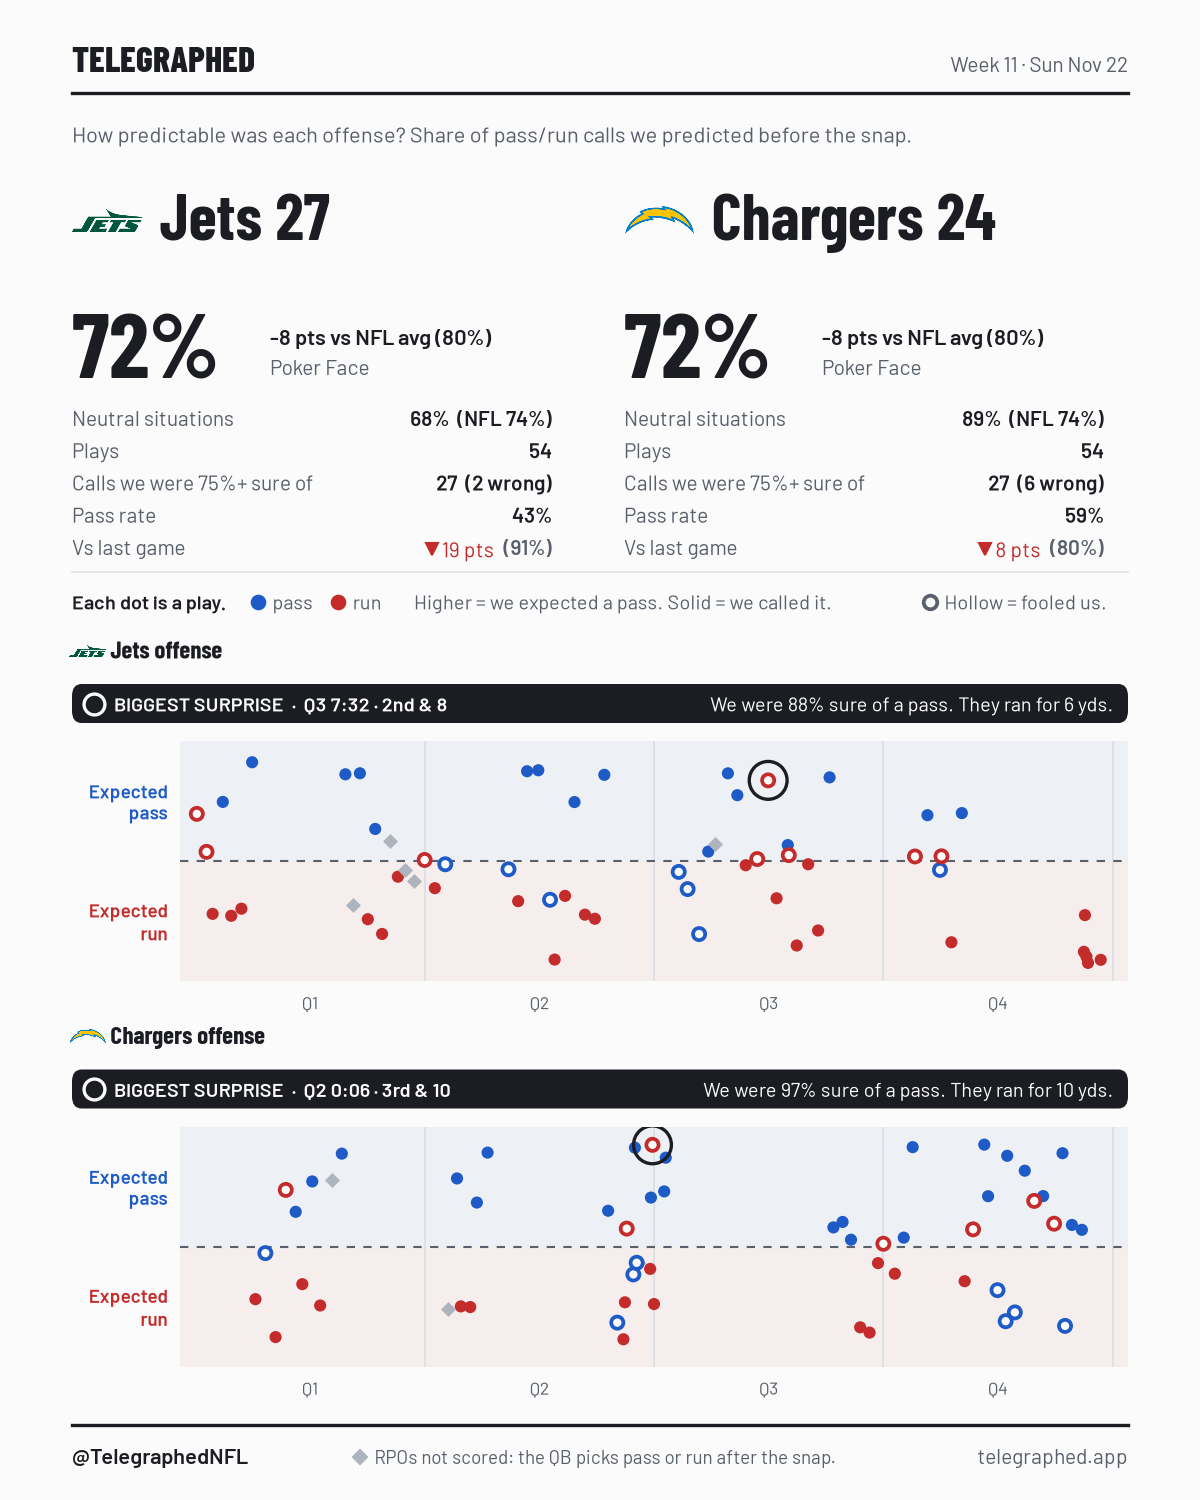 TELEGRAPHED
Week 11 · Sun Nov 22
How predictable was each offense? Share of pass/run calls we predicted before the snap.
JETS Jets 27
Chargers 24
72%
-8 pts vs NFL avg (80%)
Poker Face
72%
-8 pts vs NFL avg (80%)
Poker Face
Neutral situations 68% (NFL 74%)
Plays 54
Calls we were 75%+ sure of 27 (2 wrong)
Pass rate 43%
Vs last game ▼19 pts (91%)
Neutral situations 89% (NFL 74%)
Plays 54
Calls we were 75%+ sure of 27 (6 wrong)
Pass rate 59%
Vs last game ▼8 pts (80%)
Each dot is a play. pass run Higher = we expected a pass. Solid = we called it. Hollow = fooled us.
JETS Jets offense
BIGGEST SURPRISE · Q3 7:32 · 2nd & 8 We were 88% sure of a pass. They ran for 6 yds.
Expected
pass
Expected
run
Q1 Q2 Q3 Q4
Chargers offense
BIGGEST SURPRISE · Q2 0:06 · 3rd & 10 We were 97% sure of a pass. They ran for 10 yds.
Expected
pass
Expected
run
Q1 Q2 Q3 Q4
@TelegraphedNFL RPOs not scored: the QB picks pass or run after the snap. telegraphed.app